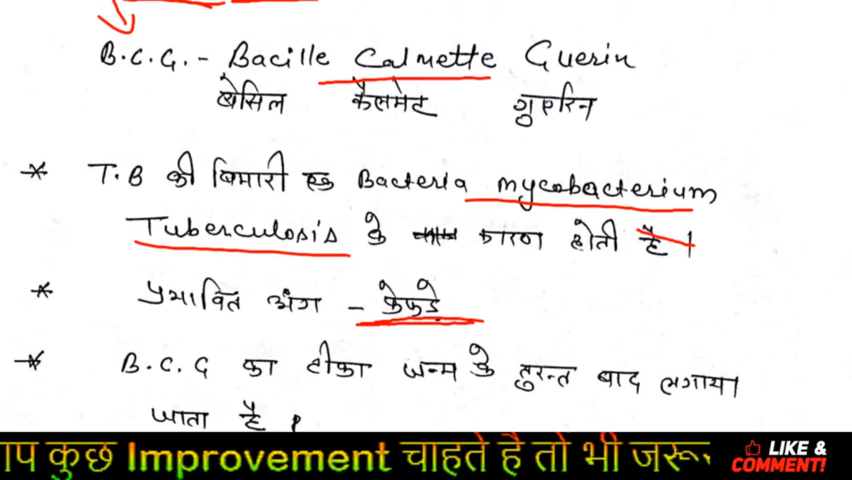 B.C.G. - Bacille Calmette Guerin
बेसिल कैलमेट गुएरिन
* T.B की बिमारी एक Bacteria mycobacterium
Tuberculosis के कारण होती है ।
* प्रभावित अंग - फेफड़े
* B.C.G का टीका जन्म के तुरन्त बाद लगाया
जाता है ।
कुछ Improvement चाहते है तो भी जरू
LIKE &
COMMENT!